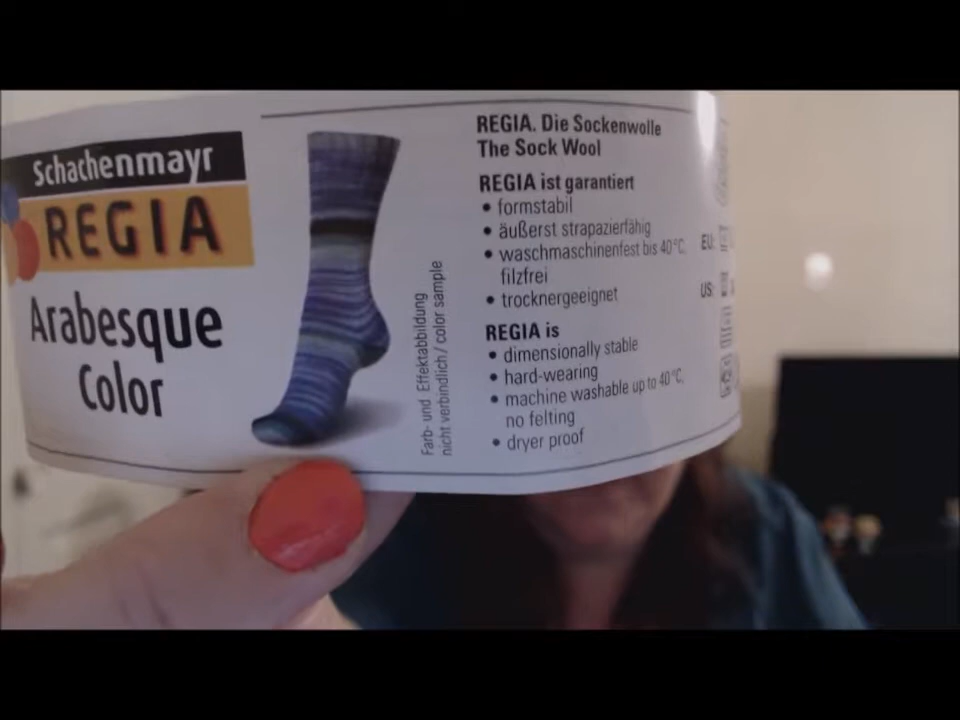 Schachenmayr
REGIA
Arabesque
Color
Farb- und Effektabbildung
nicht verbindlich / color sample
REGIA. Die Sockenwolle
The Sock Wool
REGIA ist garantiert
• formstabil
• äußerst strapazierfähig
• waschmaschinenfest bis 40°C,
filzfrei
• trocknergeeignet
REGIA is
• dimensionally stable
• hard-wearing
• machine washable up to 40°C,
no felting
• dryer proof
EU:
US: